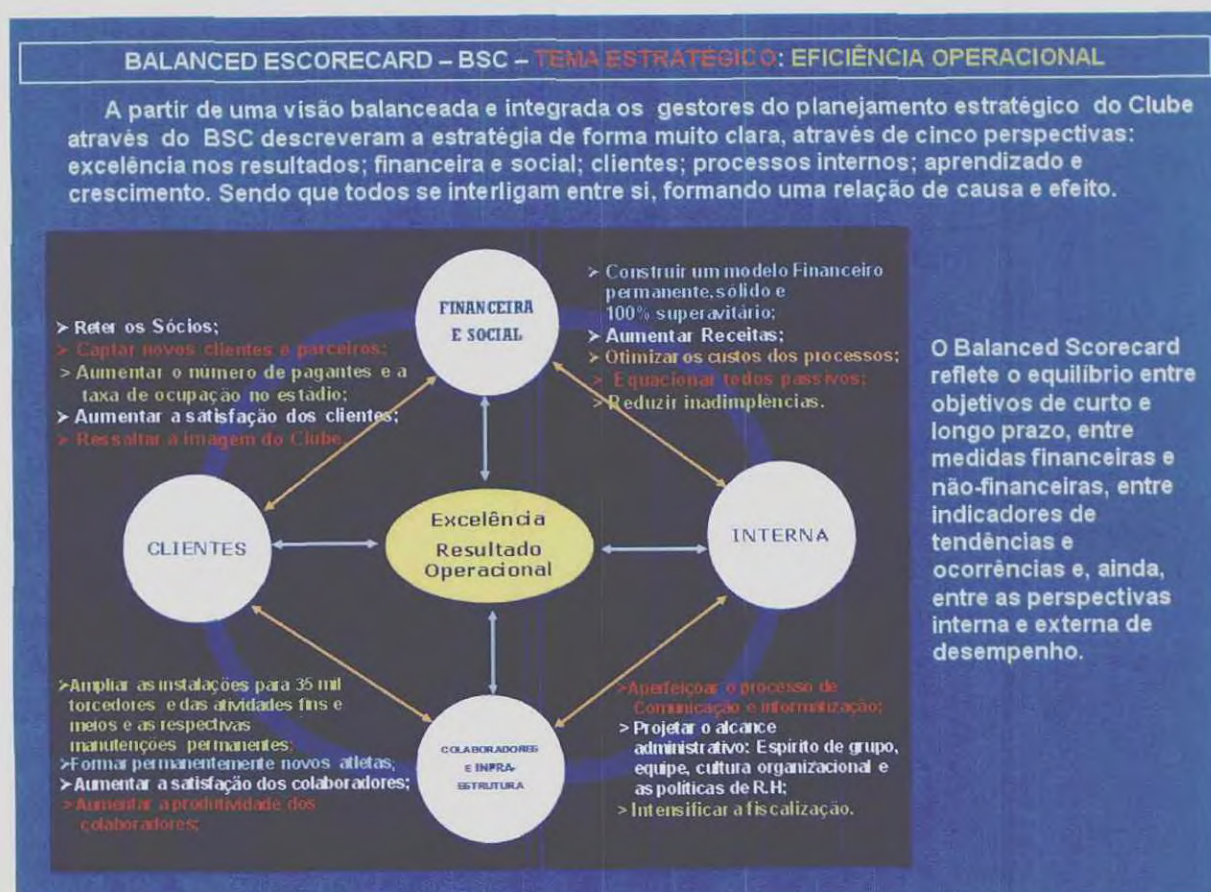 BALANCED ESCORECARD – BSC – TEMA ESTRATÉGICO: EFICIÊNCIA OPERACIONAL
A partir de uma visão balanceada e integrada os gestores do planejamento estratégico do Clube
através do BSC descreveram a estratégia de forma muito clara, através de cinco perspectivas:
excelência nos resultados; financeira e social; clientes; processos internos; aprendizado e
crescimento. Sendo que todos se interligam entre si, formando uma relação de causa e efeito.
FINANCEIRA
E SOCIAL
➢ Reter os Sócios;
➢ Captar novos clientes e parceiros;
> Aumentar o número de pagantes e a
taxa de ocupação no estádio;
➢ Aumentar a satisfação dos clientes;
➢ Ressaltar a imagem do Clube.
➢ Construir um modelo Financeiro
permanente, sólido e
100% superavitário;
➢ Aumentar Receitas;
➢ Otimizar os custos dos processos;
➢ Equacionar todos passivos;
➢ Reduzir inadimplências.
CLIENTES
Excelência
Resultado
Operacional
INTERNA
➢Ampliar as instalações para 35 mil
torcedores e das atividades fins e
meios e as respectivas
manutenções permanentes;
➢Formar permanentemente novos atletas;
➢Aumentar a satisfação dos colaboradores;
➢Aumentar a produtividade dos
colaboradores;
COLABORADORES
E INFRA-
ESTRUTURA
➢Aperfeiçoar o processo de
Comunicação e informatização;
➢ Projetar o alcance
administrativo: Espírito de grupo,
equipe, cultura organizacional e
as políticas de R.H;
> Intensificar a fiscalização.
O Balanced Scorecard
reflete o equilíbrio entre
objetivos de curto e
longo prazo, entre
medidas financeiras e
não-financeiras, entre
indicadores de
tendências e
ocorrências e, ainda,
entre as perspectivas
interna e externa de
desempenho.